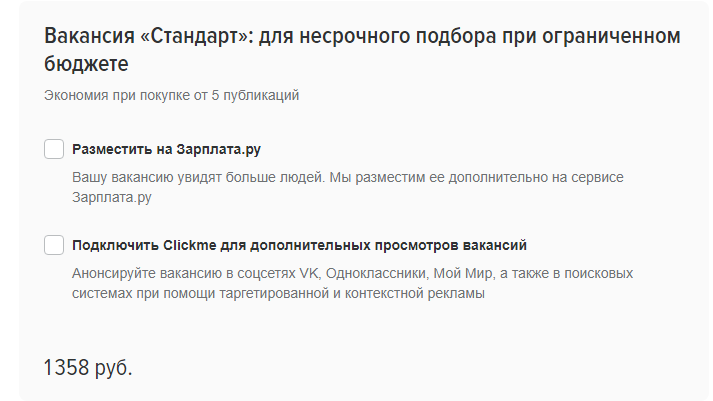 Вакансия «Стандарт»: для несрочного подбора при ограниченном
бюджете
Экономия при покупке от 5 публикаций
Разместить на Зарплата.ру
Вашу вакансию увидят больше людей. Мы разместим ее дополнительно на сервисе
Зарплата.ру
Подключить Clickme для дополнительных просмотров вакансий
Анонсируйте вакансию в соцсетях VK, Одноклассники, Мой Мир, а также в поисковых
системах при помощи таргетированной и контекстной рекламы
1358 руб.